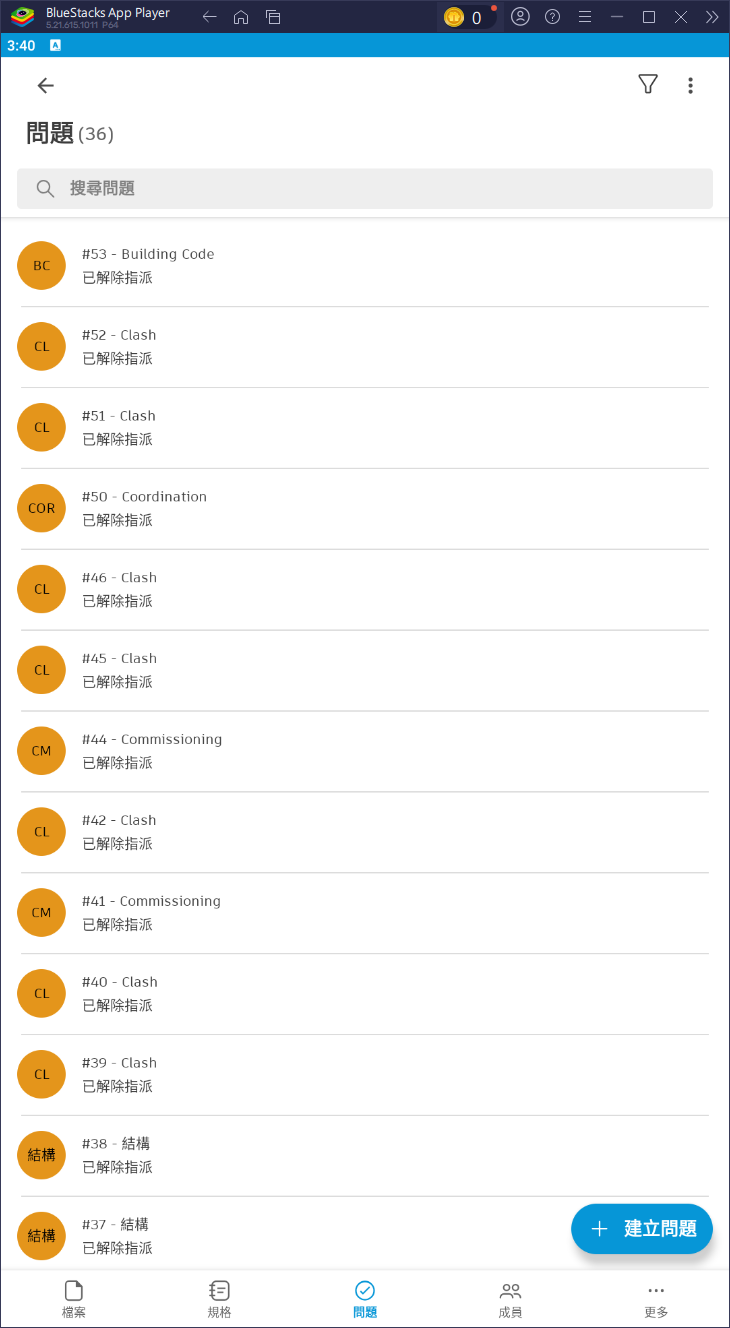 BlueStacks App Player
5.21.615.1011 P64
0
3:40
A
問題 (36)
搜尋問題
BC
#53 - Building Code
已解除指派
CL
#52 - Clash
已解除指派
CL
#51 - Clash
已解除指派
COR
#50 - Coordination
已解除指派
CL
#46 - Clash
已解除指派
CL
#45 - Clash
已解除指派
CM
#44 - Commissioning
已解除指派
CL
#42 - Clash
已解除指派
CM
#41 - Commissioning
已解除指派
CL
#40 - Clash
已解除指派
CL
#39 - Clash
已解除指派
結構
#38 - 結構
已解除指派
結構
#37 - 結構
已解除指派
+ 建立問題
檔案
規格
問題
成員
更多